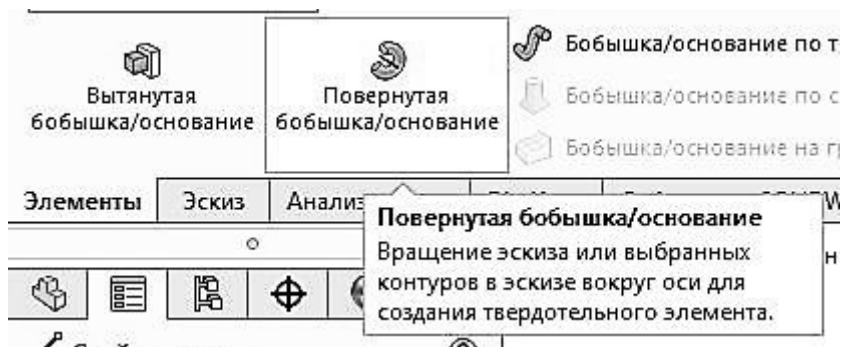 Вытянутая
бобышка/основание
Повернутая
бобышка/основание
Бобышка/основание по т
Бобышка/основание по с
Бобышка/основание на г
Элементы
Эскиз
Анализ
Повернутая бобышка/основание
Вращение эскиза или выбранных
контуров в эскизе вокруг оси для
создания твердотельного элемента.